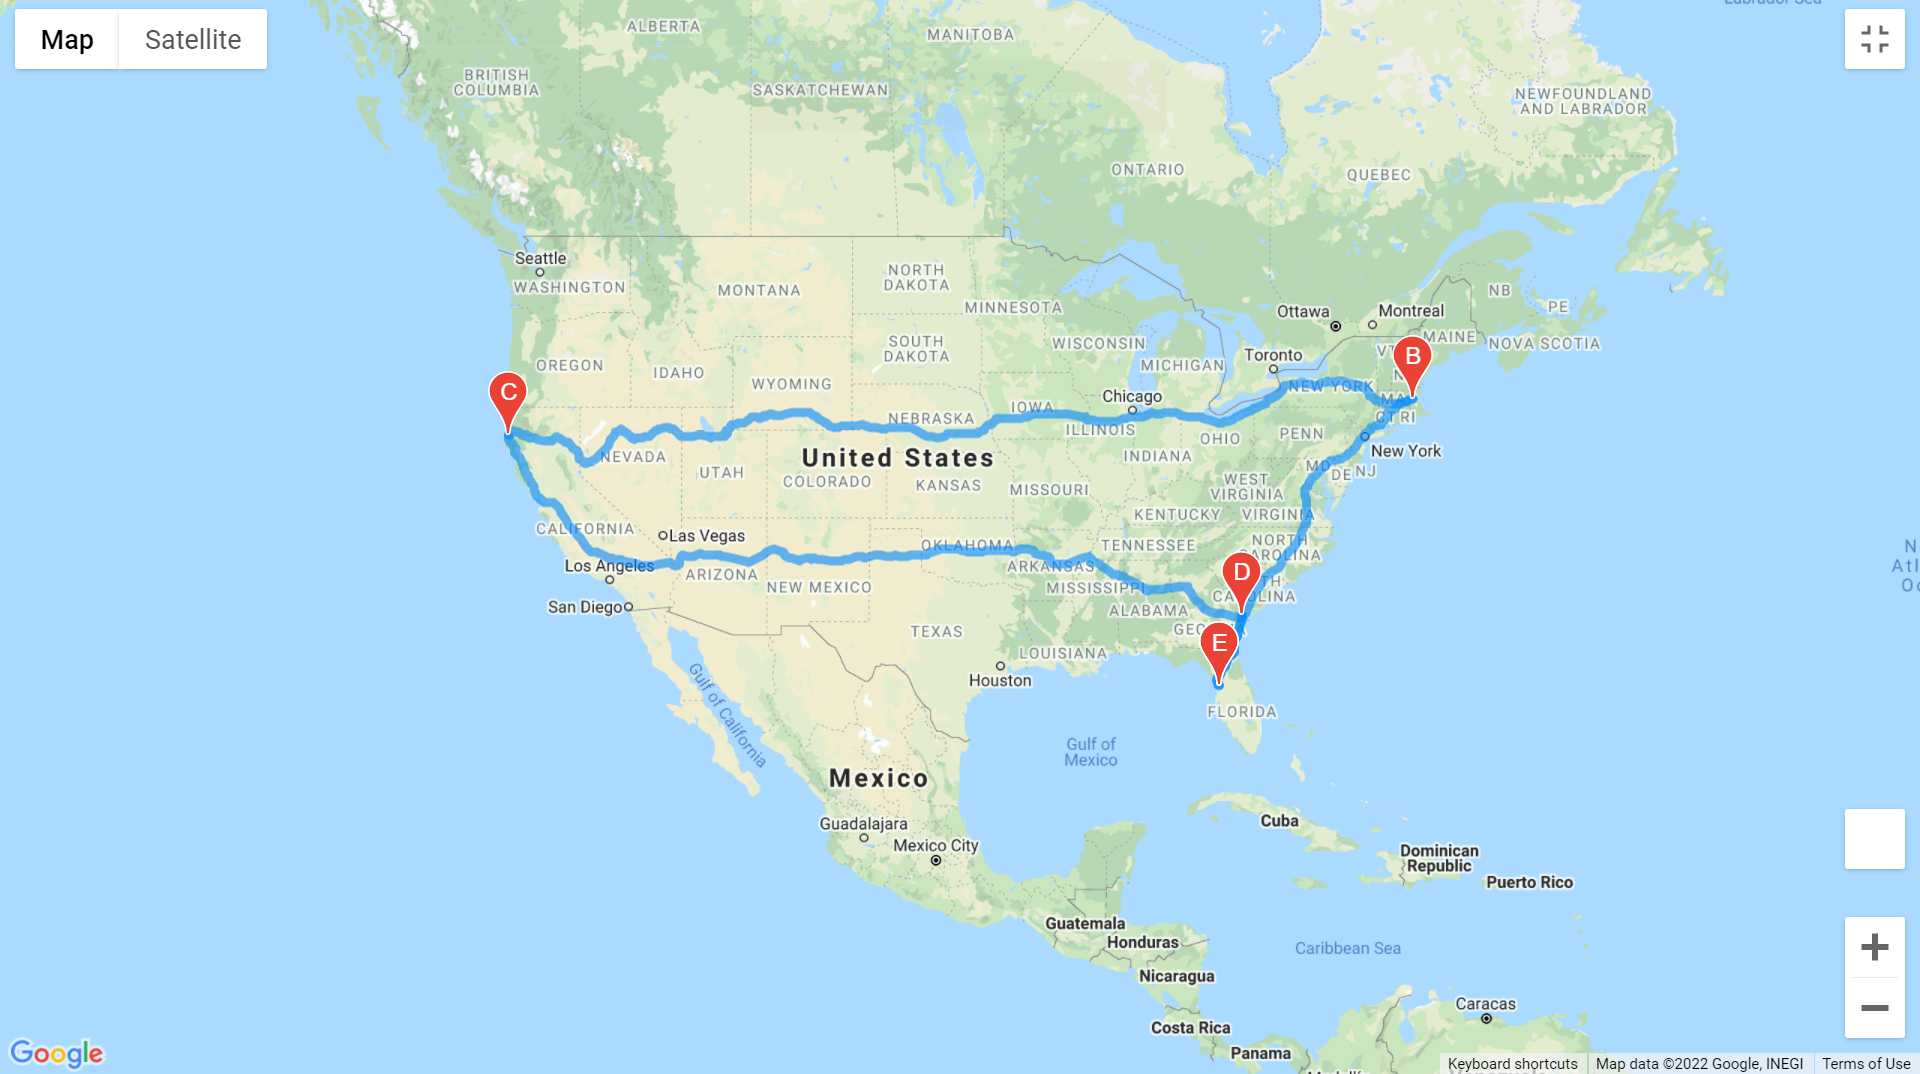 Map
Satellite
Labrador Sea
ALBERTA
MANITOBA
BRITISH
COLUMBIA
SASKATCHEWAN
NEWFOUNDLAND
AND LABRADOR
ONTARIO
QUEBEC
Seattle
WASHINGTON
MONTANA
NORTH
DAKOTA
MINNESOTA
NB
PE
Ottawa
Montreal
MAINE
NOVA SCOTIA
OREGON
IDAHO
SOUTH
DAKOTA
WISCONSIN
MICHIGAN
Toronto
VT
B
C
WYOMING
NEW YORK
N
MA
Chicago
IOWA
NEBRASKA
ILLINOIS
CT
RI
OHIO
PENN
New York
NEVADA
United States
INDIANA
MD
NJ
DE
UTAH
COLORADO
KANSAS
MISSOURI
WEST
VIRGINIA
KENTUCKY
VIRGINIA
CALIFORNIA
Las Vegas
OKLAHOMA
TENNESSEE
NORTH
CAROLINA
N
Atl
Oc
Los Angeles
ARIZONA
NEW MEXICO
ARKANSAS
MISSISSIPPI
D
TH
CAROLINA
San Diego
ALABAMA
TEXAS
GEO
A
E
LOUISIANA
Houston
FLORIDA
Gulf of California
Gulf of
Mexico
Mexico
Guadalajara
Mexico City
Cuba
Dominican
Republic
Puerto Rico
Guatemala
Honduras
Caribbean Sea
Nicaragua
Caracas
Costa Rica
Panama
Google
Keyboard shortcuts
Map data ©2022 Google, INEGI
Terms of Use